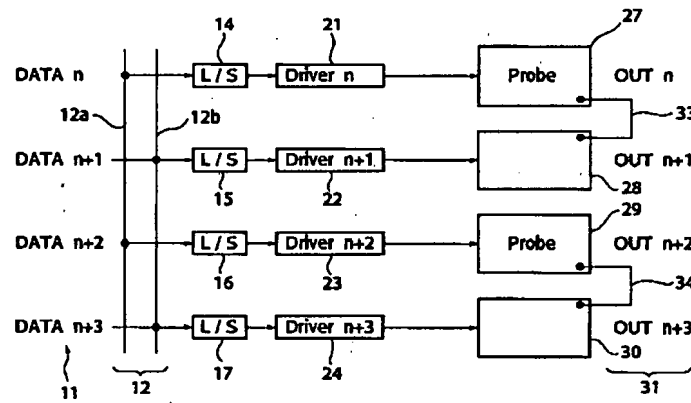 14 21 27
DATA n L / S Driver n Probe OUT n
12a 12b 33
DATA n+1 L / S Driver n+1 OUT n+1
15 22 28
29
DATA n+2 L / S Driver n+2 Probe OUT n+2
16 23 34
DATA n+3 L / S Driver n+3 OUT n+3
30
11 12 17 24 31